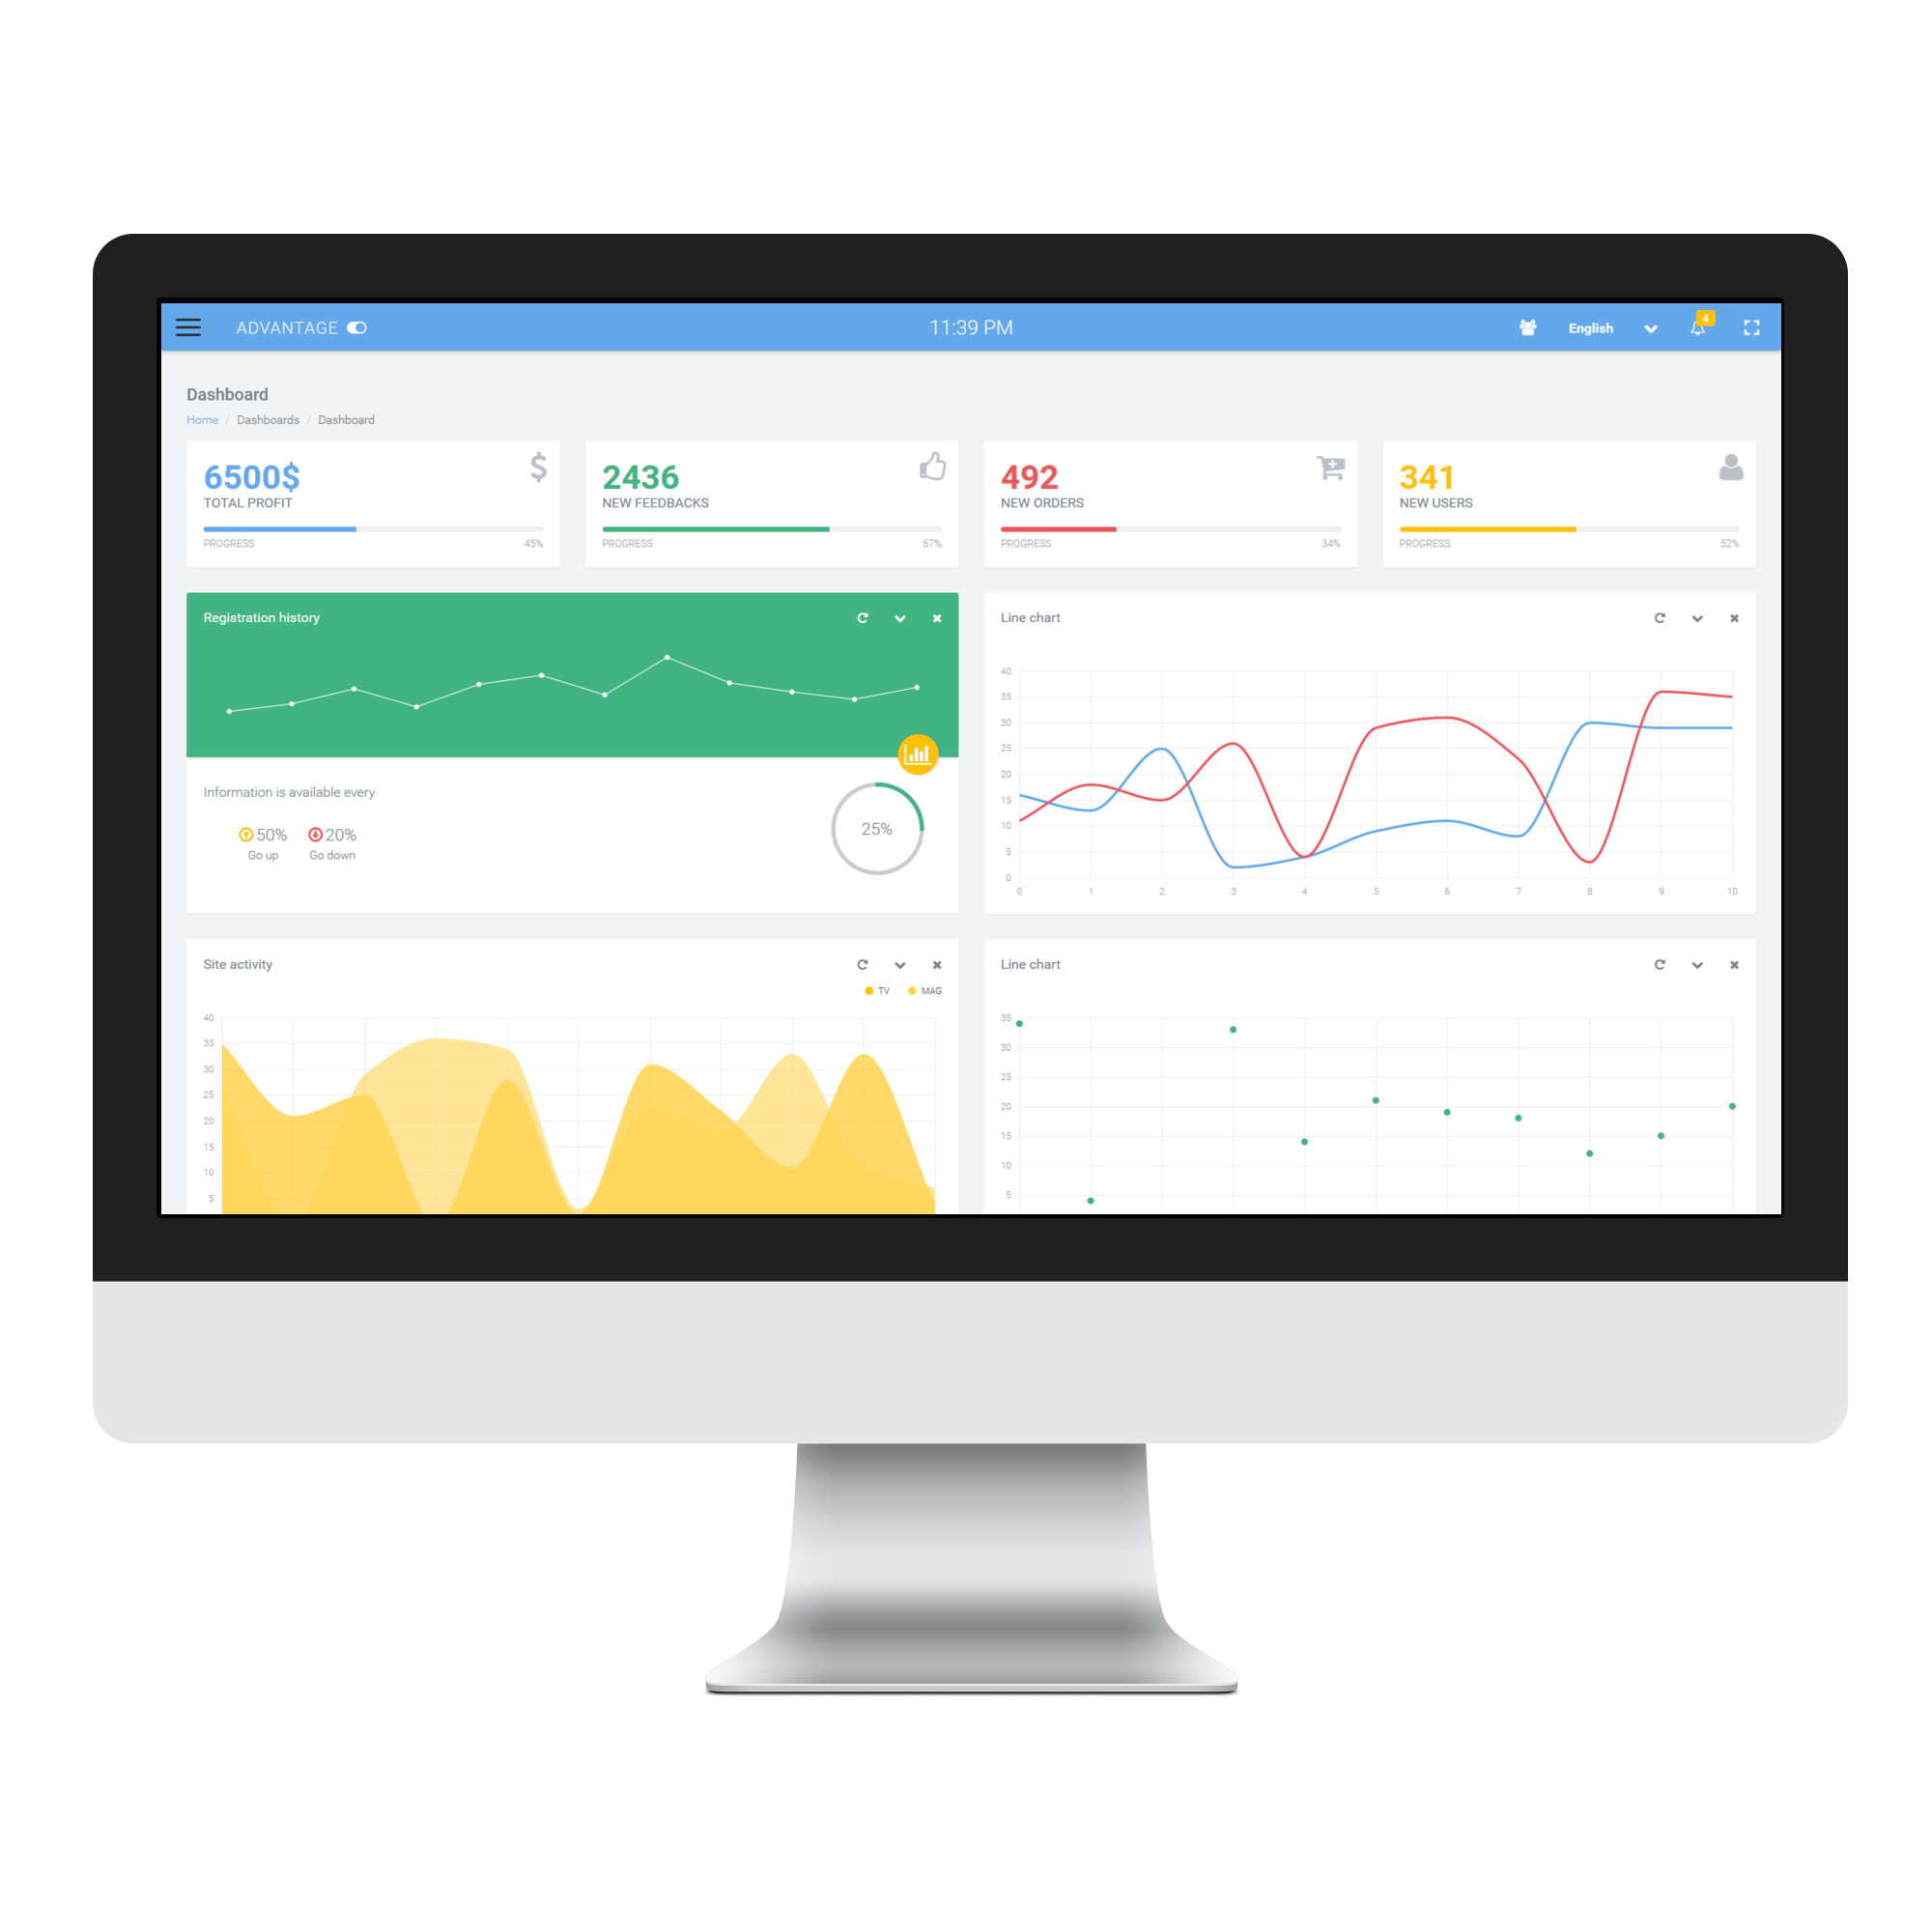 ADVANTAGE 11:39 PM English 4
Dashboard
Home / Dashboards / Dashboard
6500$
TOTAL PROFIT
PROGRESS 45%
2436
NEW FEEDBACKS
PROGRESS 67%
492
NEW ORDERS
PROGRESS 34%
341
NEW USERS
PROGRESS 52%
Registration history
Information is available every
50% 20%
Go up Go down
25%
Line chart
40
35
30
25
20
15
10
5
0
0 1 2 3 4 5 6 7 8 9 10
Site activity
TV MAG
40
35
30
25
20
15
10
5
Line chart
35
30
25
20
15
10
5